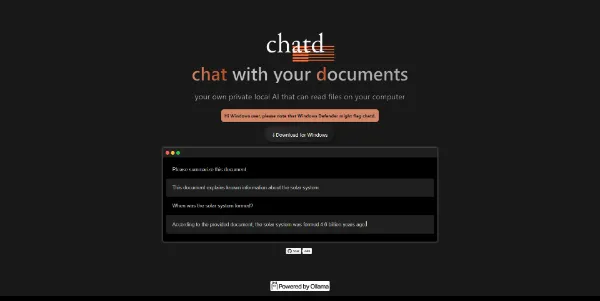 chatd
chat with your documents
your own private local AI that can read files on your computer
Hi Windows user, please note that Windows Defender might flag chatd.
Download for Windows
Please summarize this document
This document explains known information about the solar system
When was the solar system formed?
According to the provided document, the solar system was formed 4.6 billion years ago
Powered by Ollama